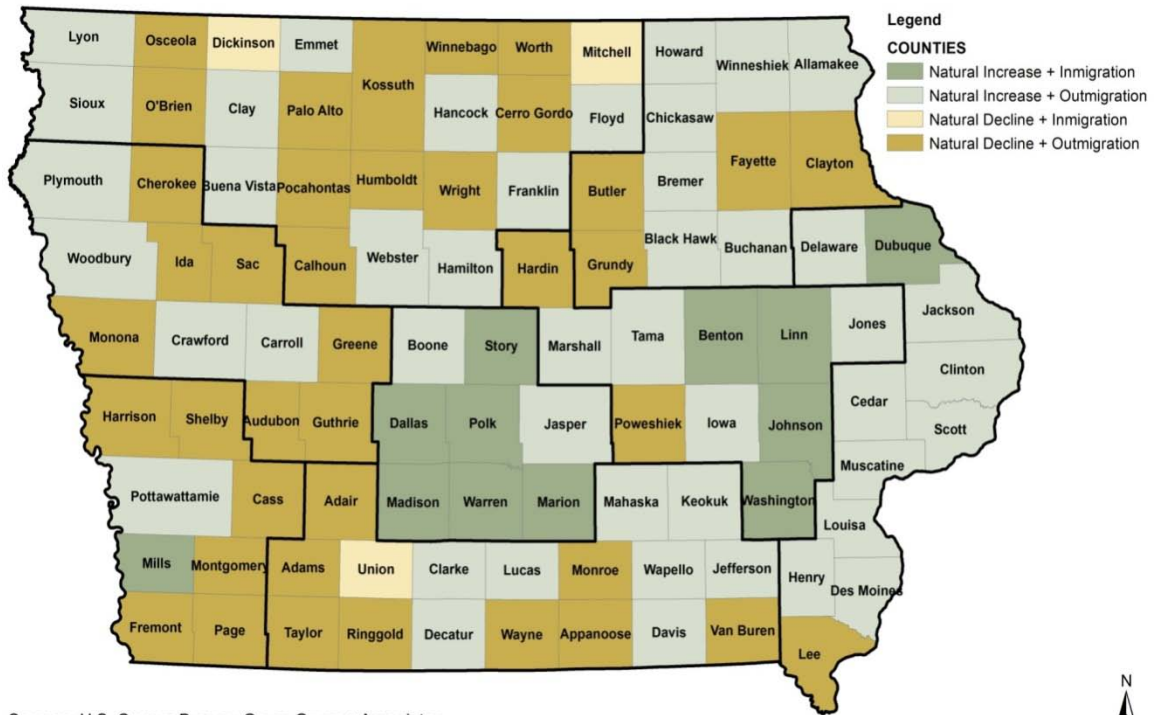 Legend
COUNTIES
Natural Increase + Inmigration
Natural Increase + Outmigration
Natural Decline + Inmigration
Natural Decline + Outmigration
Lyon
Osceola
Dickinson
Emmet
Kossuth
Winnebago
Worth
Mitchell
Howard
Winneshiek
Allamakee
Sioux
O'Brien
Clay
Palo Alto
Hancock
Cerro Gordo
Floyd
Chickasaw
Fayette
Clayton
Plymouth
Cherokee
Buena Vista
Pocahontas
Humboldt
Wright
Franklin
Butler
Bremer
Woodbury
Ida
Sac
Calhoun
Webster
Hamilton
Hardin
Grundy
Black Hawk
Buchanan
Delaware
Dubuque
Monona
Crawford
Carroll
Greene
Boone
Story
Marshall
Tama
Benton
Linn
Jones
Jackson
Clinton
Harrison
Shelby
Audubon
Guthrie
Dallas
Polk
Jasper
Poweshiek
Iowa
Johnson
Cedar
Scott
Muscatine
Pottawattamie
Cass
Adair
Madison
Warren
Marion
Mahaska
Keokuk
Washington
Louisa
Mills
Montgomery
Adams
Union
Clarke
Lucas
Monroe
Wapello
Jefferson
Henry
Des Moines
Fremont
Page
Taylor
Ringgold
Decatur
Wayne
Appanoose
Davis
Van Buren
Lee
N